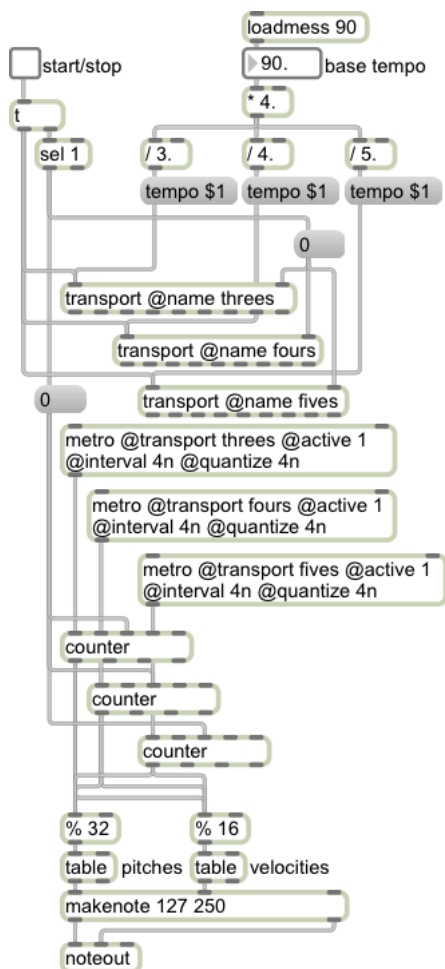 loadmess 90
start/stop
90.
base tempo
t
* 4.
sel 1
/ 3.
/ 4.
/ 5.
tempo $1
tempo $1
tempo $1
0
transport @name threes
transport @name fours
transport @name fives
0
metro @transport threes @active 1
@interval 4n @quantize 4n
metro @transport fours @active 1
@interval 4n @quantize 4n
metro @transport fives @active 1
@interval 4n @quantize 4n
counter
counter
counter
% 32
% 16
table
pitches
table
velocities
makenote 127 250
noteout